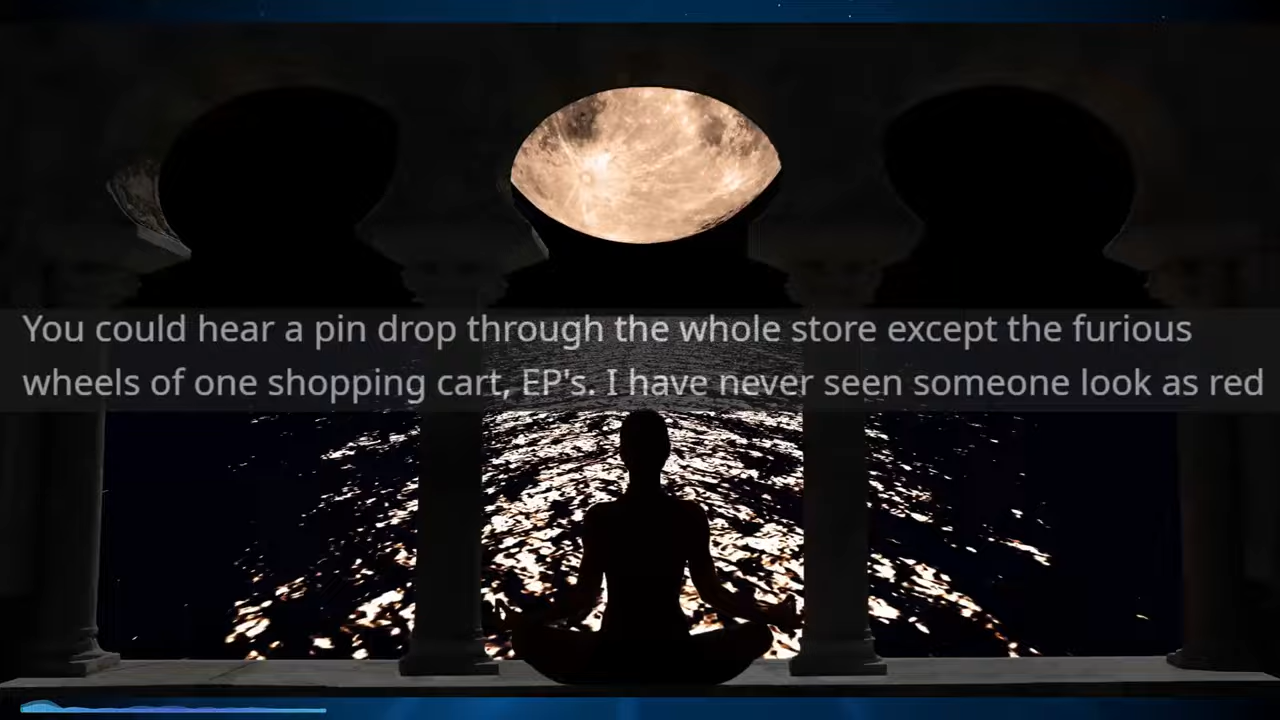 You could hear a pin drop through the whole store except the furious
wheels of one shopping cart, EP's. I have never seen someone look as red